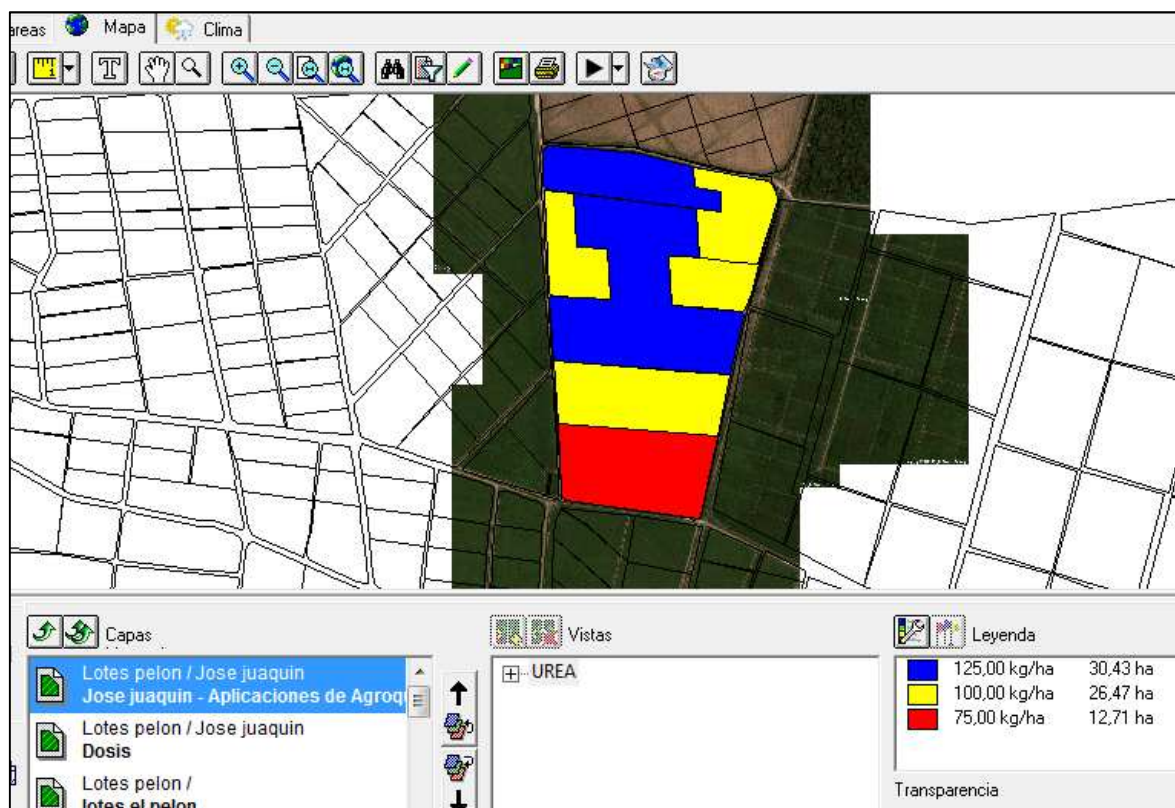 areas Mapa Clima
Capas
Vistas
Leyenda
Lotes pelon / Jose juaquin
Jose juaquin - Aplicaciones de Agroqu
Lotes pelon / Jose juaquin
Dosis
Lotes pelon /
lotes el pelon
UREA
125,00 kg/ha 30,43 ha
100,00 kg/ha 26,47 ha
75,00 kg/ha 12,71 ha
Transparencia